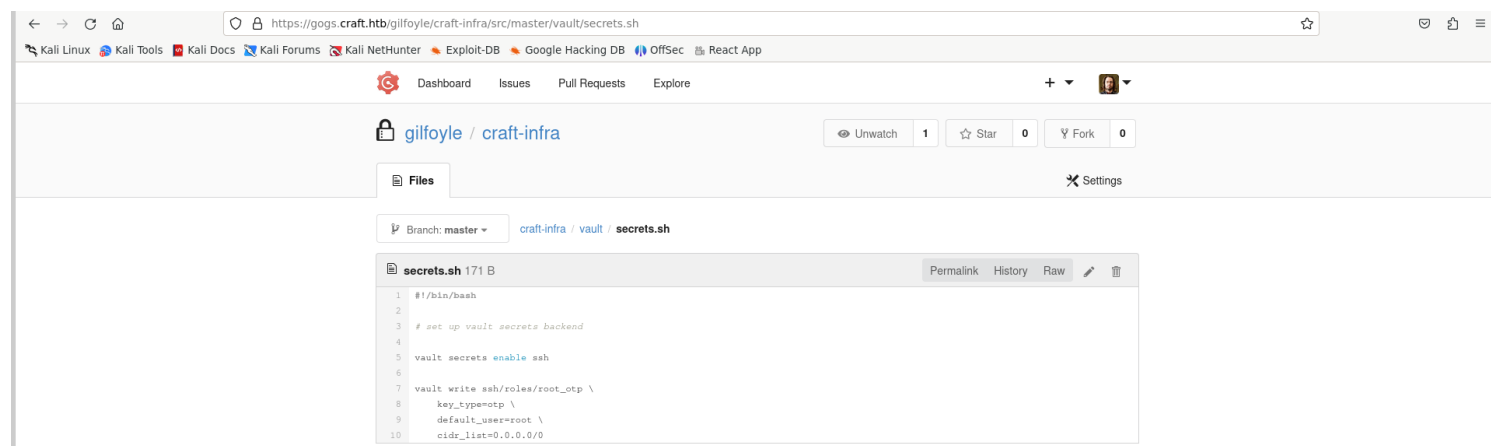 https://gogs.craft.htb/gilfoyle/craft-infra/src/master/vault/secrets.sh
Kali Linux Kali Tools Kali Docs Kali Forums Kali NetHunter Exploit-DB Google Hacking DB OffSec React App
Dashboard Issues Pull Requests Explore
gilfoyle / craft-infra
Unwatch 1 Star 0 Fork 0
Files Settings
Branch: master craft-infra / vault / secrets.sh
secrets.sh 171 B Permalink History Raw
1 #!/bin/bash
2
3 # set up vault secrets backend
4
5 vault secrets enable ssh
6
7 vault write ssh/roles/root_otp \
8 key_type=otp \
9 default_user=root \
10 cidr_list=0.0.0.0/0